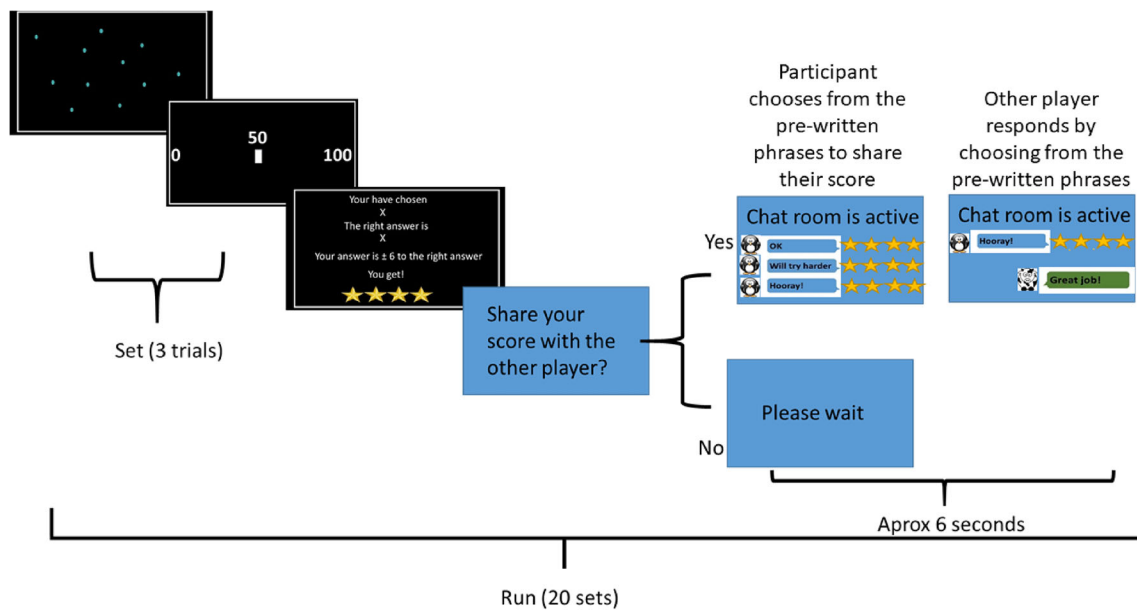 50
0
100
Your have chosen
X
The right answer is
X
Your answer is ± 6 to the right answer
You get!
Set (3 trials)
Share your
score with the
other player?
Yes
No
Participant
chooses from the
pre-written
phrases to share
their score
Chat room is active
OK
Will try harder
Hooray!
Other player
responds by
choosing from the
pre-written phrases
Chat room is active
Hooray!
Great job!
Please wait
Aprox 6 seconds
Run (20 sets)